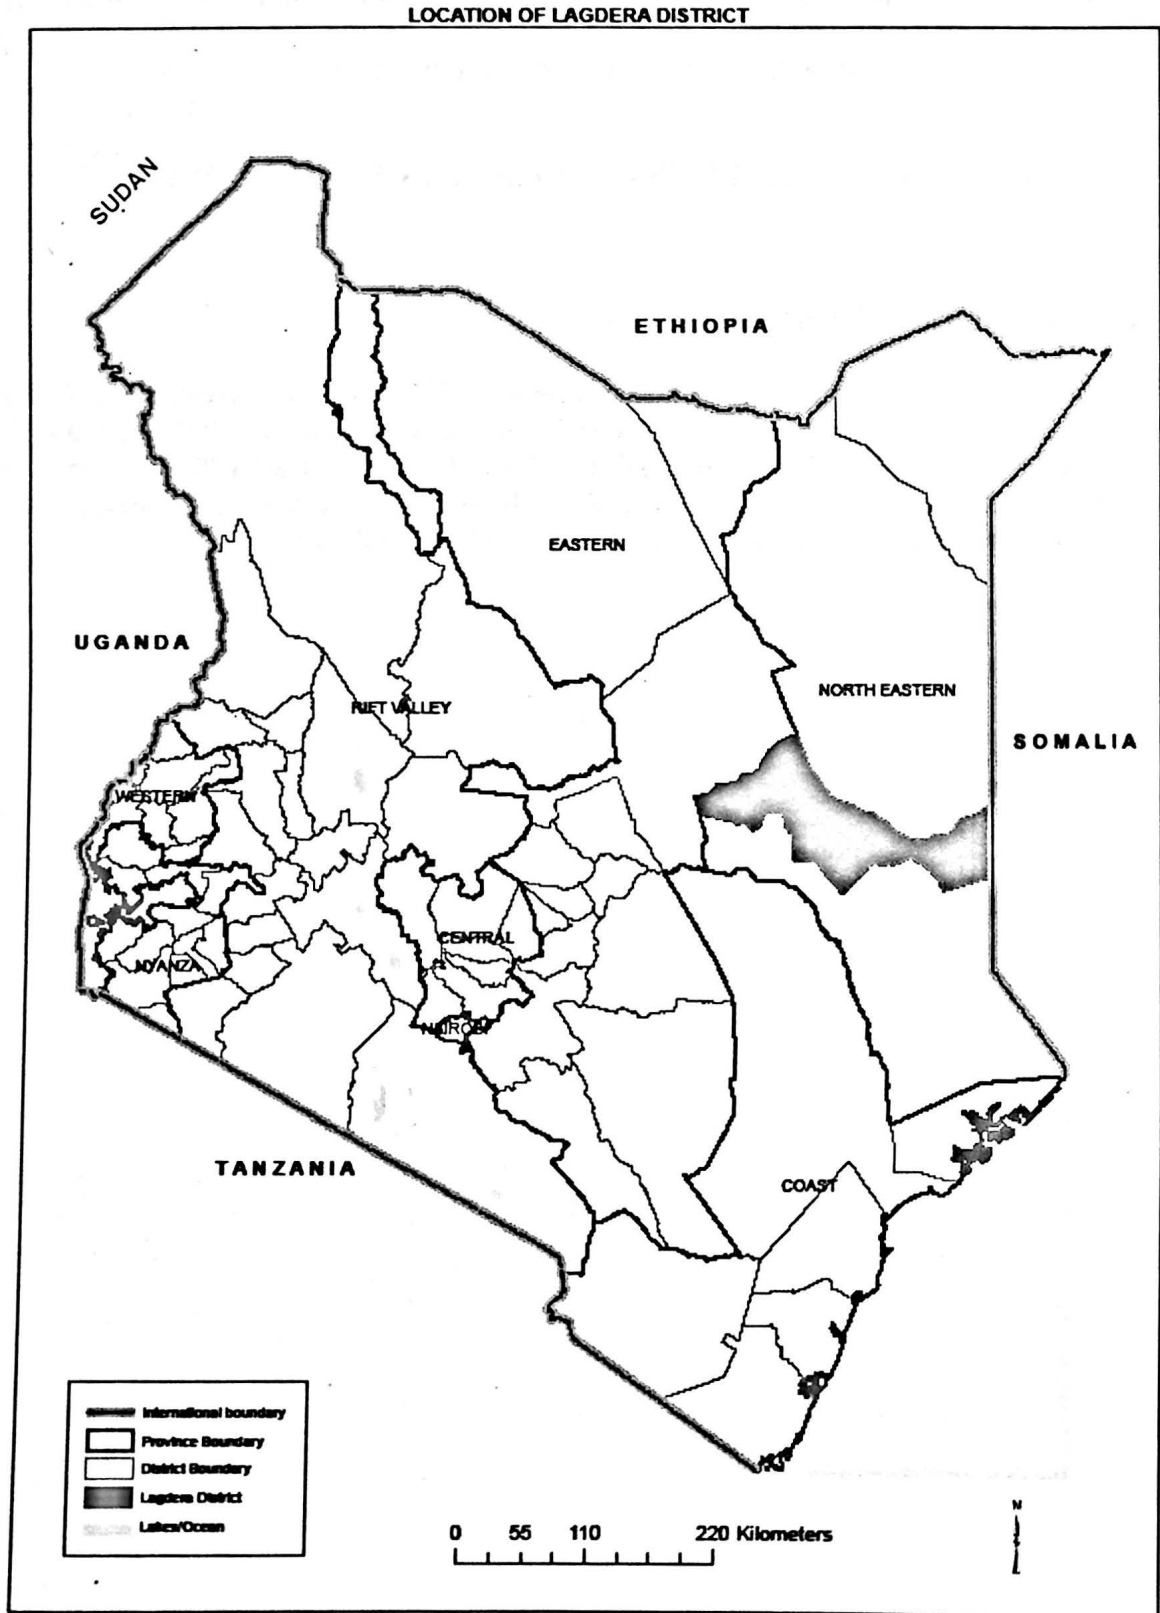 LOCATION OF LAGDERA DISTRICT
SUDAN
ETHIOPIA
EASTERN
UGANDA
NORTH EASTERN
RIFT VALLEY
SOMALIA
WESTERN
CENTRAL
NYANZA
NAIROBI
TANZANIA
COAST
International boundary
Province Boundary
District Boundary
Lagdera District
Lakes/Ocean
0 55 110 220 Kilometers
N